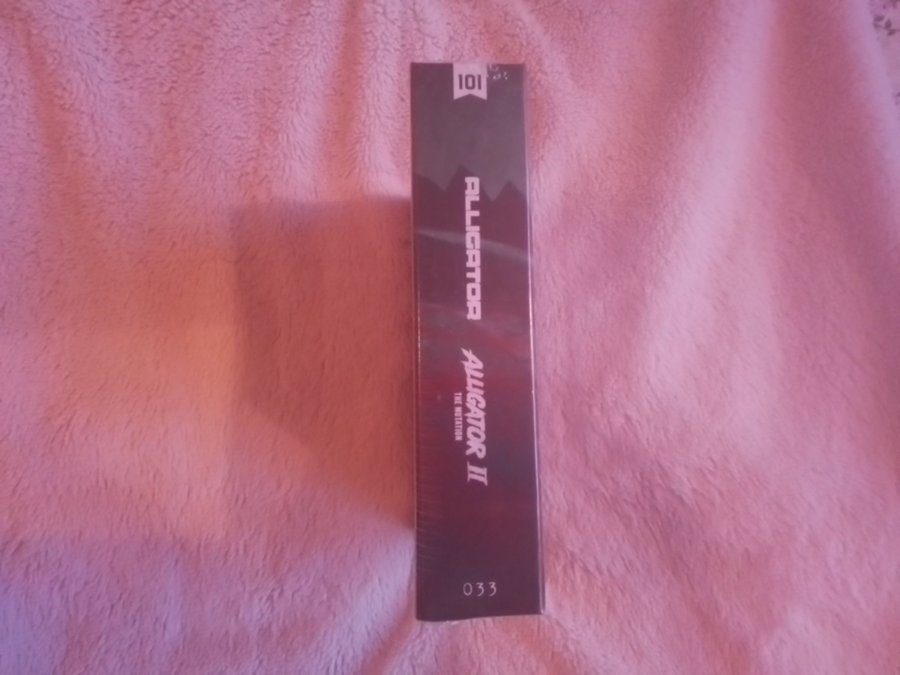 101
ALLIGATOR
ALLIGATOR II
THE MUTATION
033